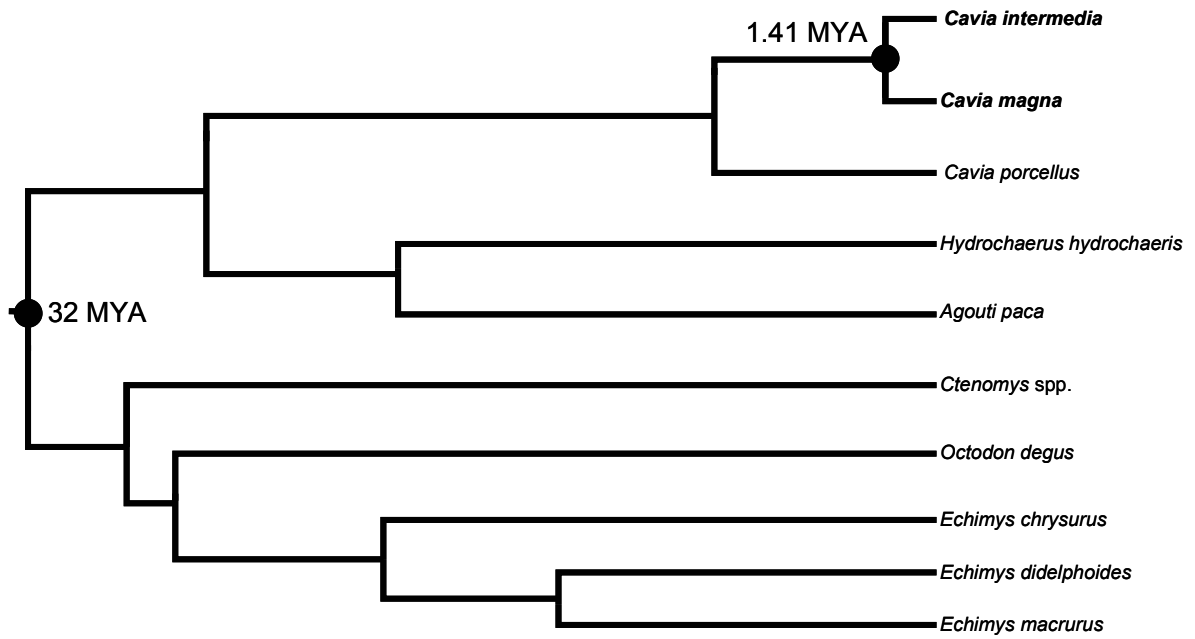 Cavia intermedia
1.41 MYA
Cavia magna
Cavia porcellus
Hydrochaerus hydrochaeris
Agouti paca
32 MYA
Ctenomys spp.
Octodon degus
Echimys chrysurus
Echimys didelphoides
Echimys macrurus